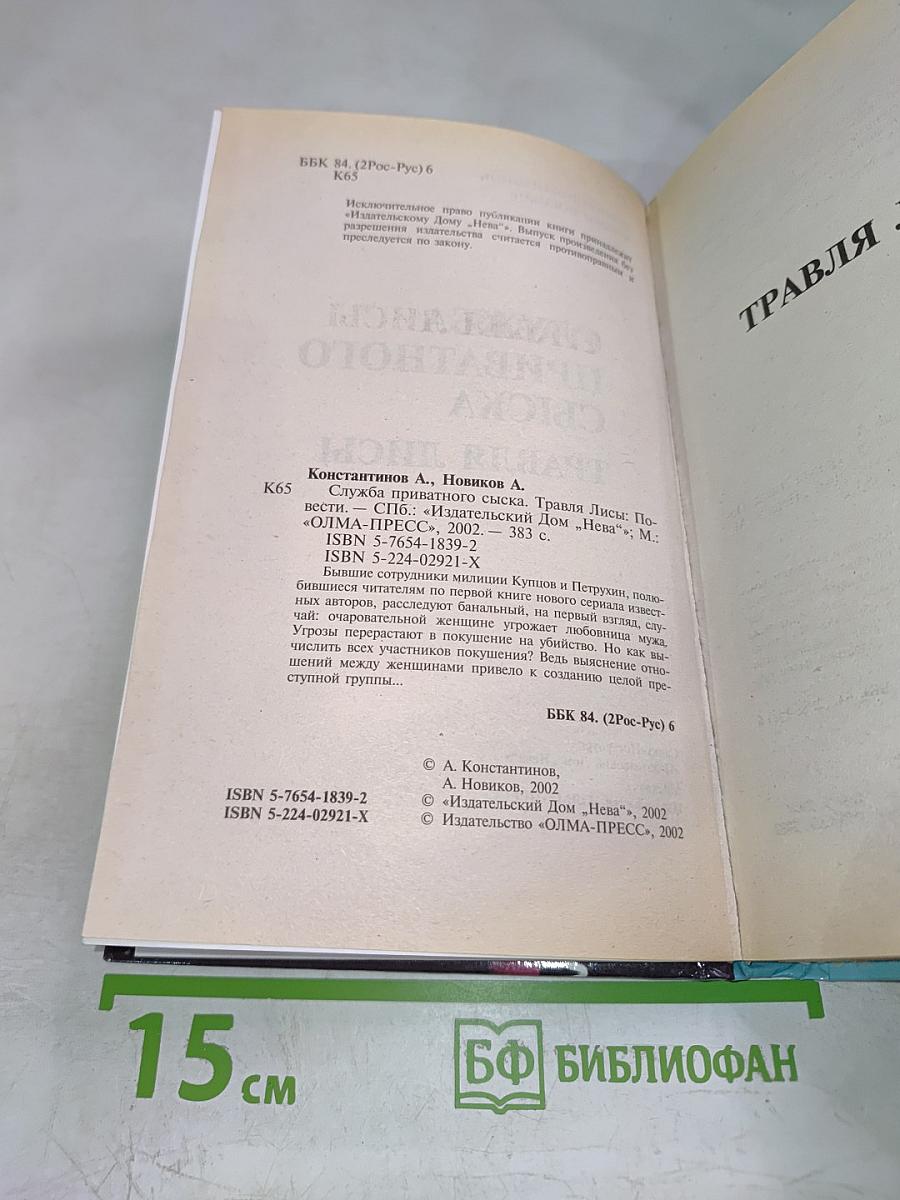 ББК 84. (2Рос-Рус) 6
К65
Исключительное право публикации книги принадлежит
«Издательскому Дому „Нева“». Выпуск произведения без
разрешения издательства считается противоправным и
преследуется по закону.
ПРИВАТНОГО
СЫСКА
ТРАВЛЯ ЛИСЫ
Константинов А., Новиков А.
К65 Служба приватного сыска. Травля Лисы: По-
вести. — СПб.: «Издательский Дом „Нева“»; М.:
«ОЛМА-ПРЕСС», 2002. — 383 с.
ISBN 5-7654-1839-2
ISBN 5-224-02921-X
Бывшие сотрудники милиции Купцов и Петрухин, полю-
бившиеся читателям по первой книге нового сериала извест-
ных авторов, расследуют банальный, на первый взгляд, слу-
чай: очаровательной женщине угрожает любовница мужа.
Угрозы перерастают в покушение на убийство. Но как вы-
числить всех участников покушения? Ведь выяснение отно-
шений между женщинами привело к созданию целой пре-
ступной группы...
ББК 84. (2Рос-Рус) 6
ISBN 5-7654-1839-2
ISBN 5-224-02921-X
© А. Константинов,
А. Новиков, 2002
© «Издательский Дом „Нева“», 2002
© Издательство «ОЛМА-ПРЕСС», 2002
ТРАВЛЯ
15 см
БФ БИБЛИОФАН